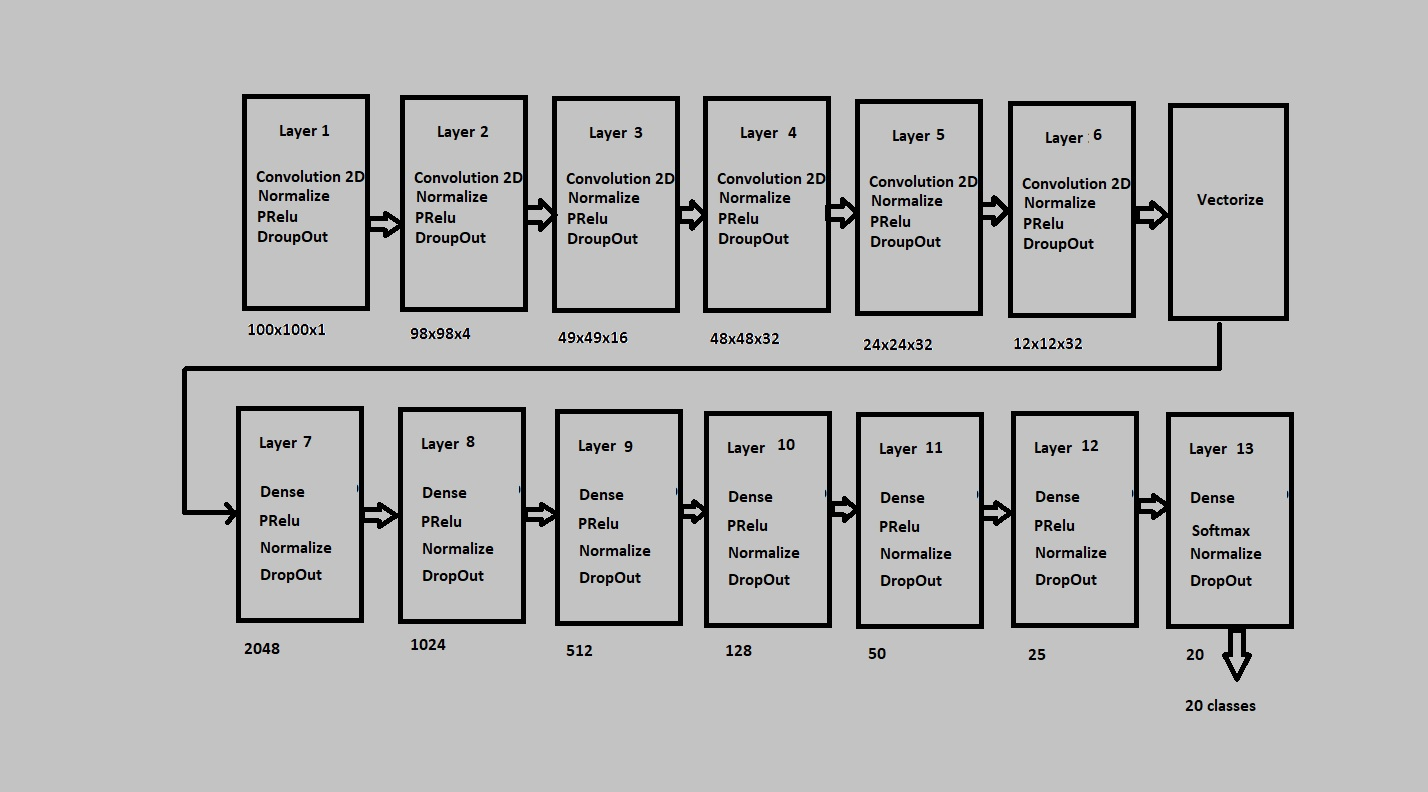 Layer 1
Convolution 2D
Normalize
PRelu
DroupOut
100x100x1
Layer 2
Convolution 2D
Normalize
PRelu
DroupOut
98x98x4
Layer 3
Convolution 2D
Normalize
PRelu
DroupOut
49x49x16
Layer 4
Convolution 2D
Normalize
PRelu
DroupOut
48x48x32
Layer 5
Convolution 2D
Normalize
PRelu
DroupOut
24x24x32
Layer 6
Convolution 2D
Normalize
PRelu
DroupOut
12x12x32
Vectorize
Layer 7
Dense
PRelu
Normalize
DropOut
2048
Layer 8
Dense
PRelu
Normalize
DropOut
1024
Layer 9
Dense
PRelu
Normalize
DropOut
512
Layer 10
Dense
PRelu
Normalize
DropOut
128
Layer 11
Dense
PRelu
Normalize
DropOut
50
Layer 12
Dense
PRelu
Normalize
DropOut
25
Layer 13
Dense
Softmax
Normalize
DropOut
20
20 classes